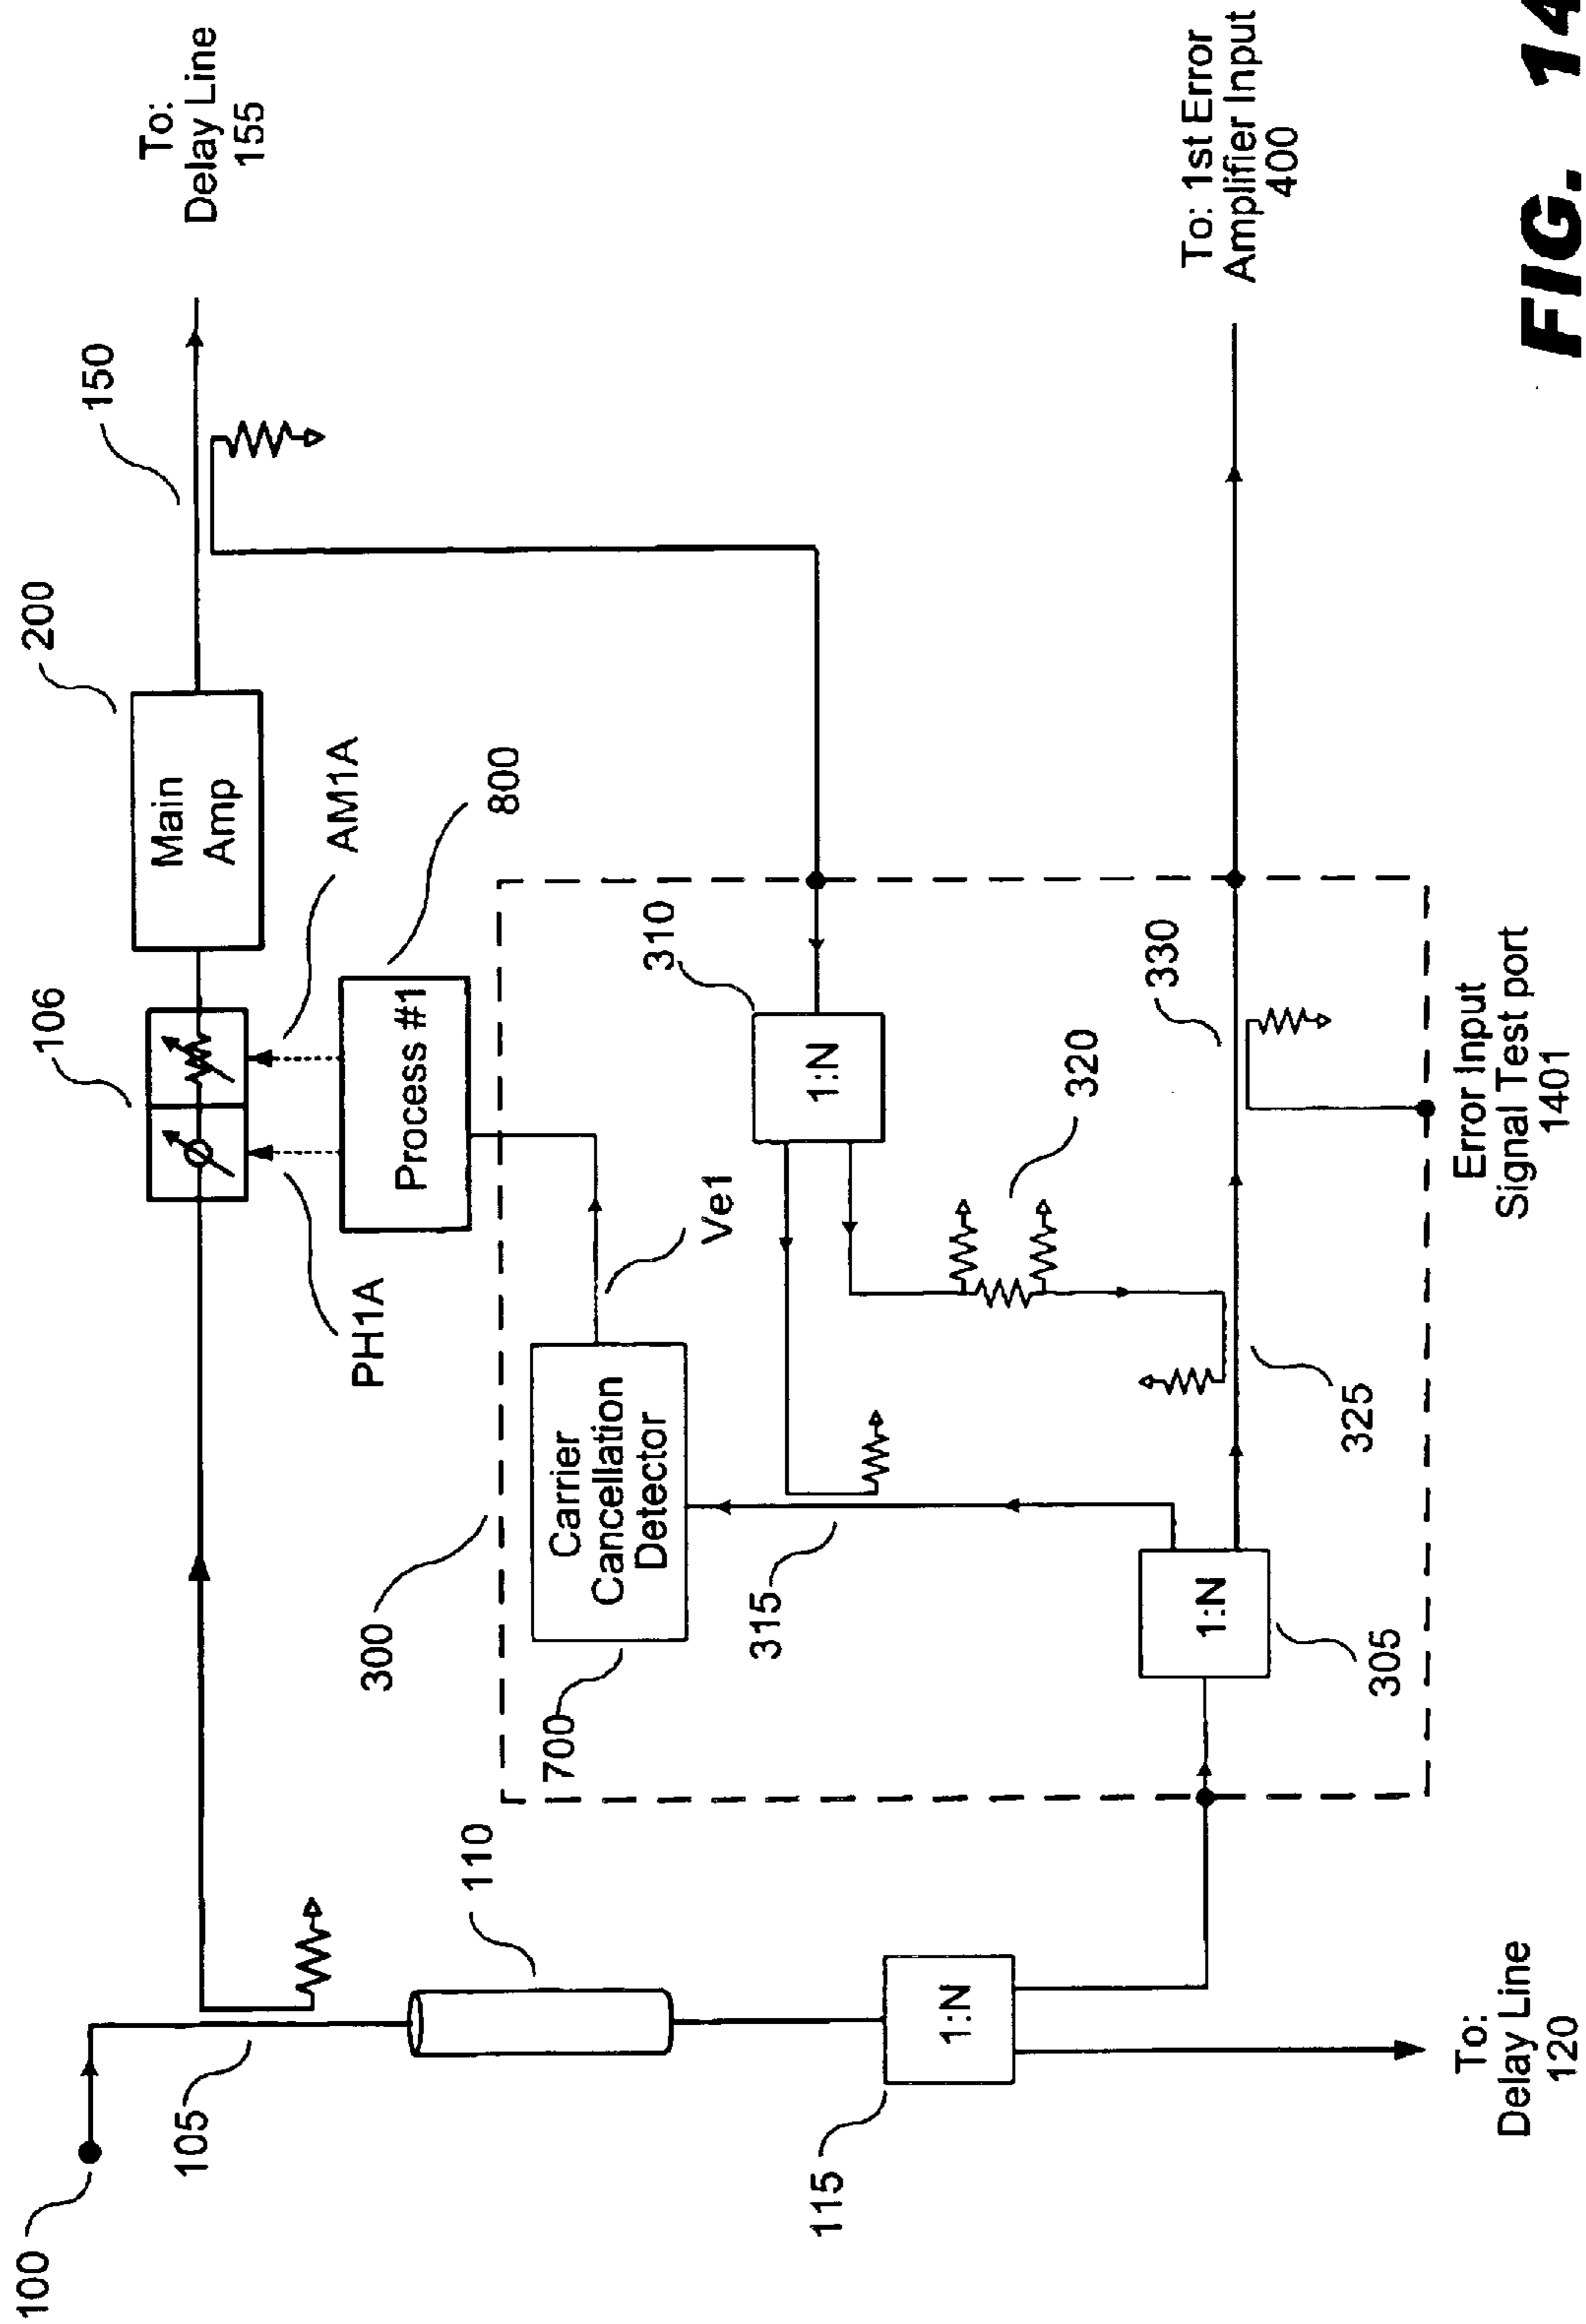 100
105
106
200
150
To:
Delay Line
155
Main
Amp
PH1A
AM1A
Process #1
800
300
110
Carrier
Cancellation
Detector
700
Ve1
310
1:N
315
320
115
1:N
305
1:N
325
330
To: 1st Error
Amplifier Input
400
To:
Delay Line
120
Error Input
Signal Test port
1401
FIG. 14